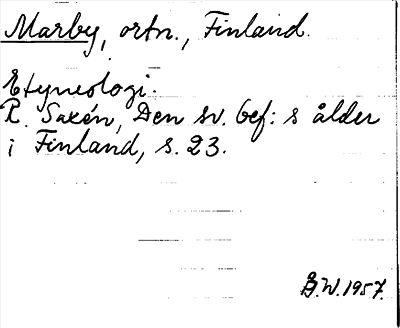 Marby, ortn., Finland.
Etymologi.
R. Saxén, Den sv. bef:s ålder
i Finland, s. 23.
B.W. 1957.